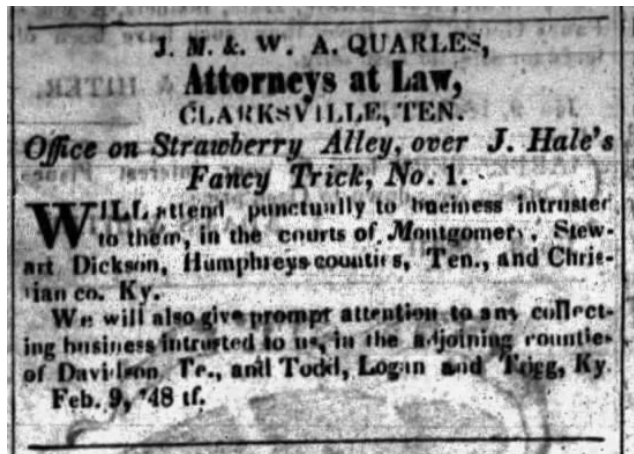 J. M. & W. A. QUARLES,
Attorneys at Law,
CLARKSVILLE, TEN.
Office on Strawberry Alley, over J. Hale's
Fancy Trick, No. 1.
WILL attend punctually to business intruster
to them, in the courts of Montgomery, Stew-
art Dickson, Humphreys counties, Ten., and Chris-
tian co. Ky.
We will also give prompt attention to any collect-
ing business intrusted to us, in the adjoining counties
of Davidson Te., and Todd, Logan and Trigg, Ky.
Feb. 9, '48 tf.